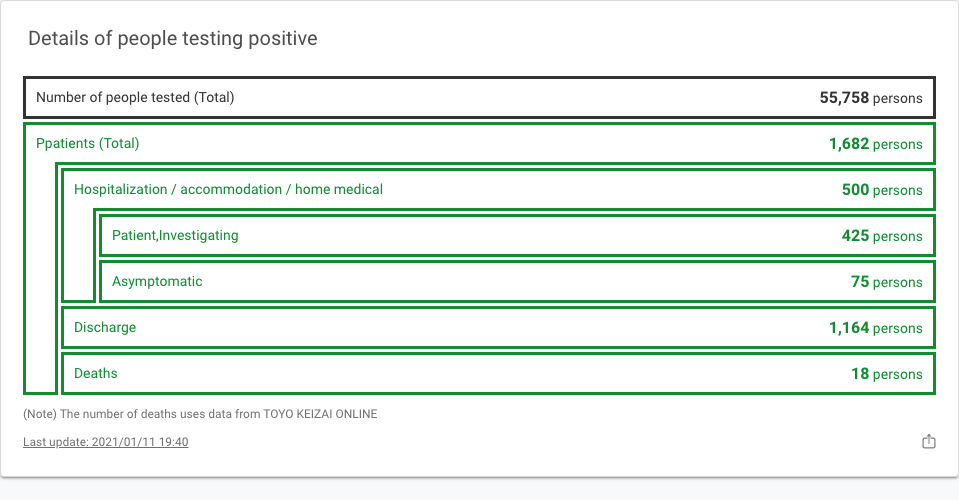 Details of people testing positive
Number of people tested (Total) 55,758 persons
Ppatients (Total) 1,682 persons
Hospitalization / accommodation / home medical 500 persons
Patient,Investigating 425 persons
Asymptomatic 75 persons
Discharge 1,164 persons
Deaths 18 persons
(Note) The number of deaths uses data from TOYO KEIZAI ONLINE
Last update: 2021/01/11 19:40